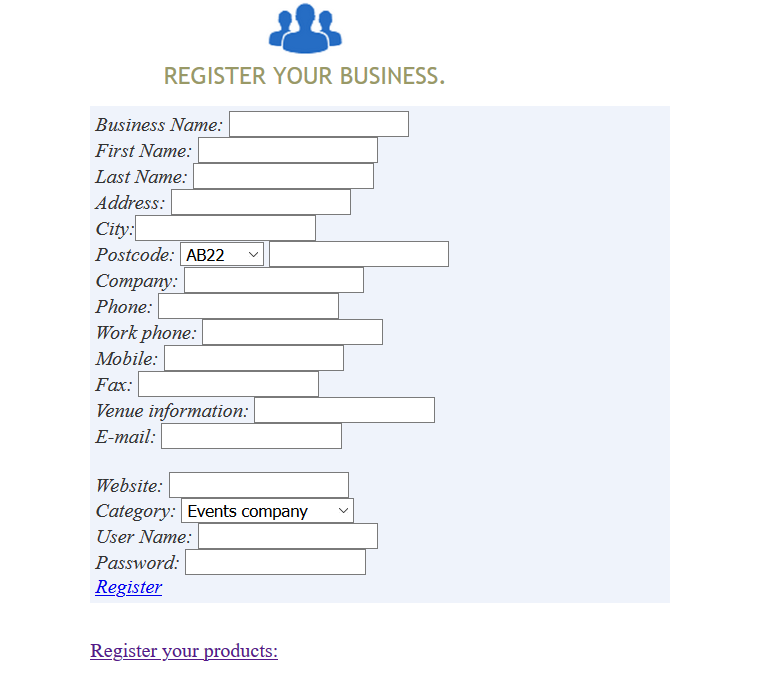 REGISTER YOUR BUSINESS.
Business Name:
First Name:
Last Name:
Address:
City:
Postcode: AB22
Company:
Phone:
Work phone:
Mobile:
Fax:
Venue information:
E-mail:
Website:
Category: Events company
User Name:
Password:
Register
Register your products: